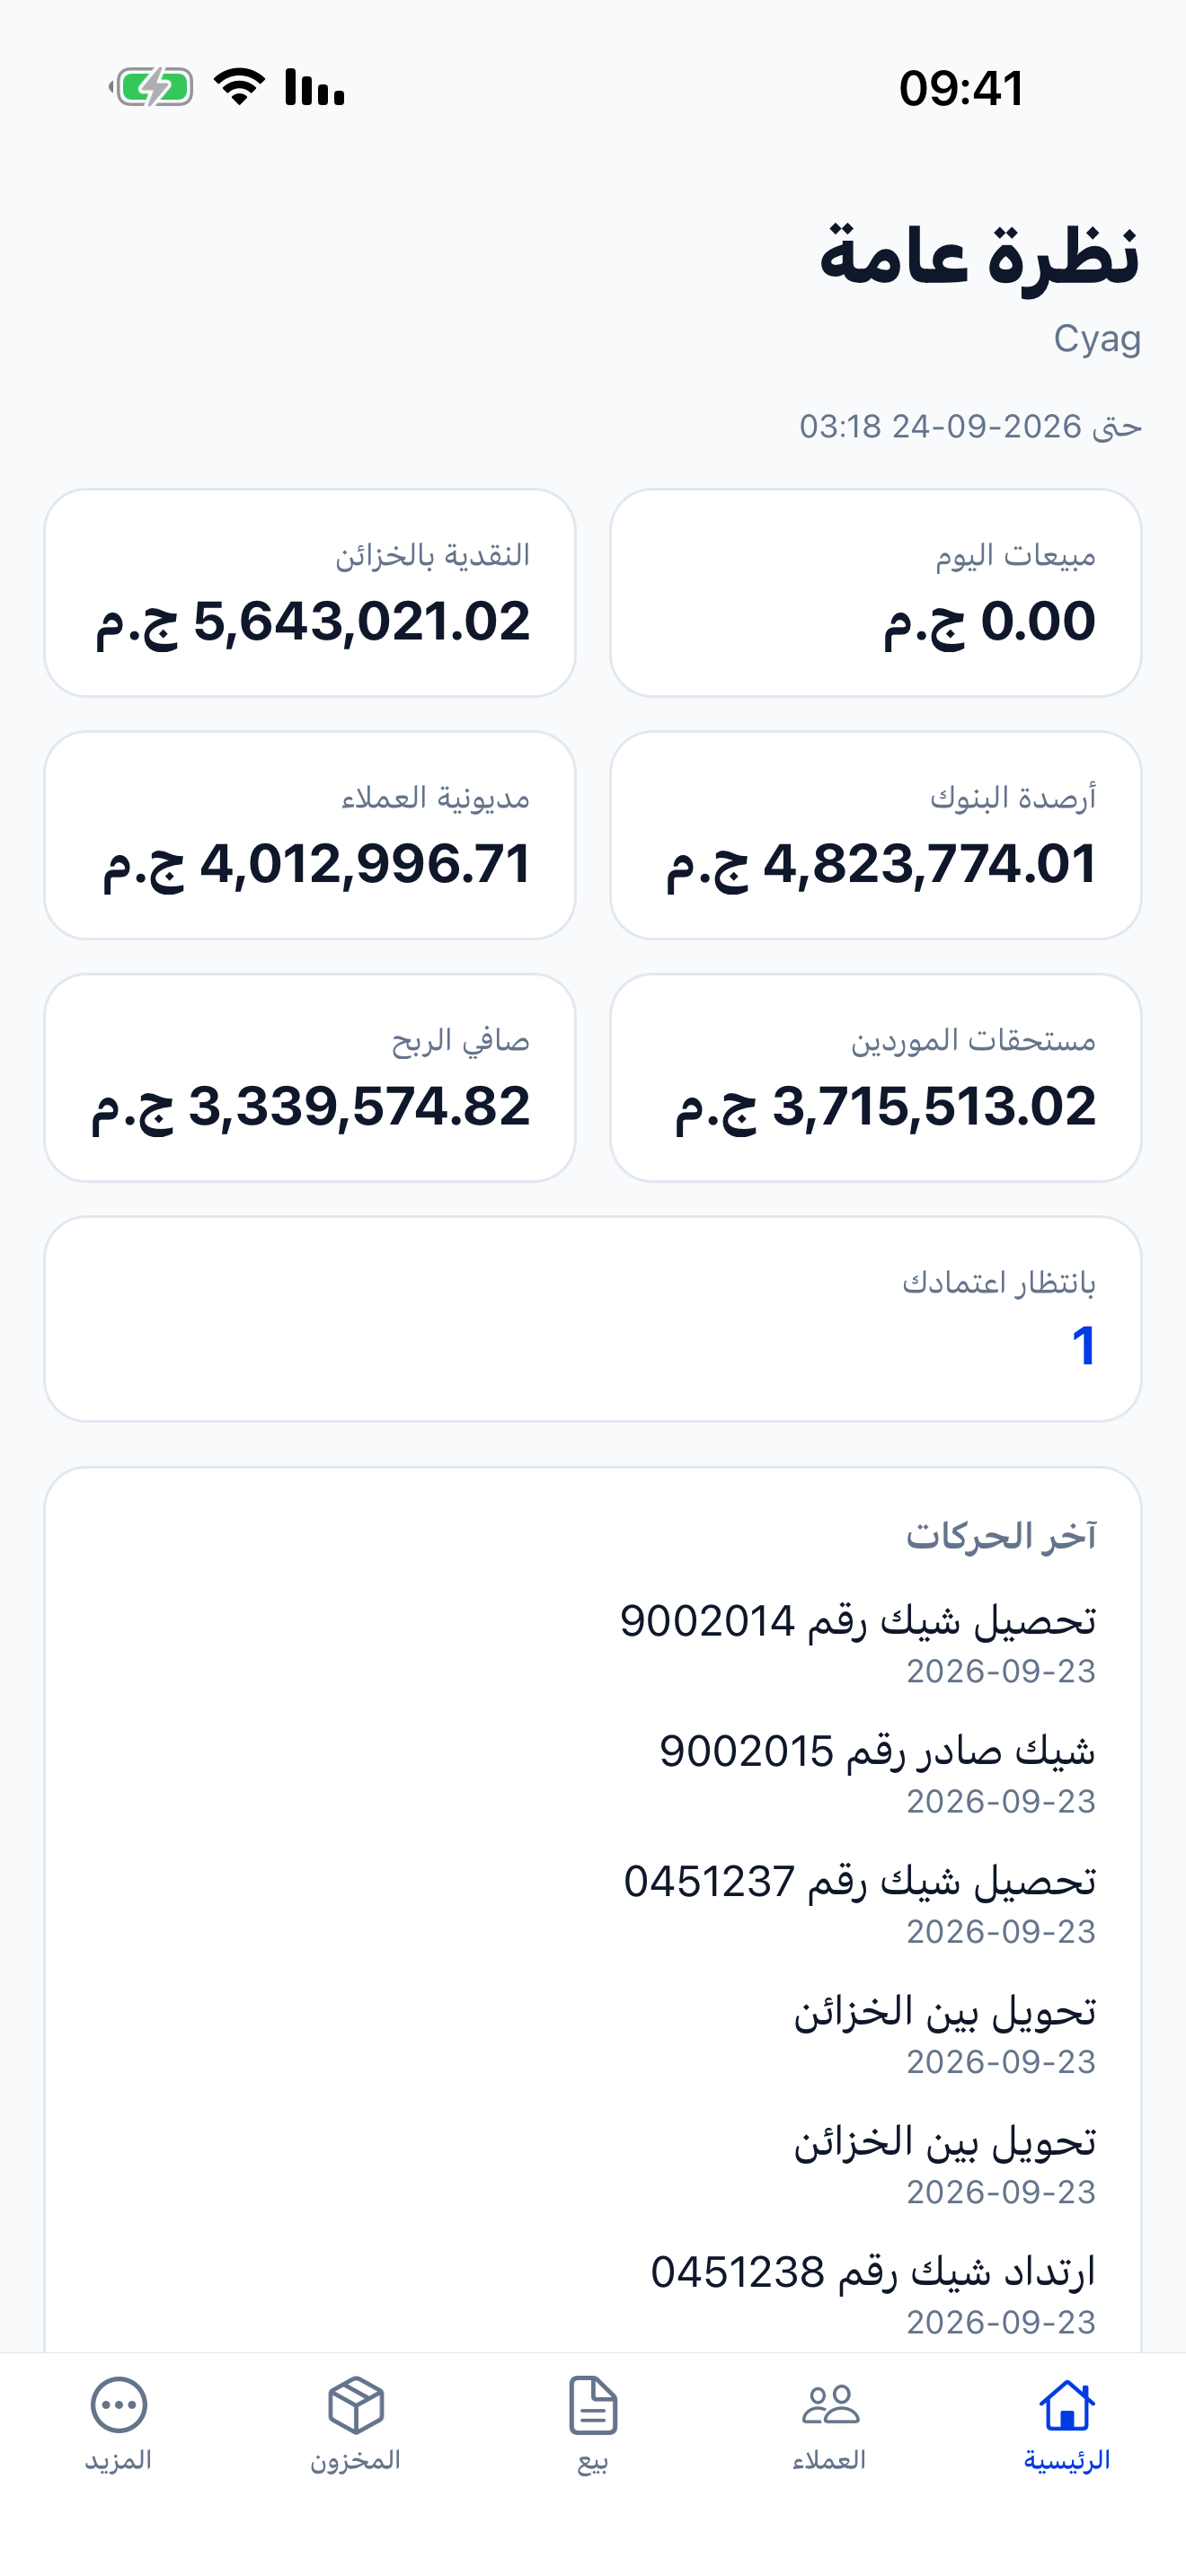 09:41
نظرة عامة
Cyag
حتى 2026-09-24 03:18
مبيعات اليوم
0.00 ج.م
النقدية بالخزائن
5,643,021.02 ج.م
أرصدة البنوك
4,823,774.01 ج.م
مديونية العملاء
4,012,996.71 ج.م
مستحقات الموردين
3,715,513.02 ج.م
صافي الربح
3,339,574.82 ج.م
بانتظار اعتمادك
1
آخر الحركات
تحصيل شيك رقم 9002014
2026-09-23
شيك صادر رقم 9002015
2026-09-23
تحصيل شيك رقم 0451237
2026-09-23
تحويل بين الخزائن
2026-09-23
تحويل بين الخزائن
2026-09-23
ارتداد شيك رقم 0451238
2026-09-23
الرئيسية
العملاء
بيع
المخزون
المزيد